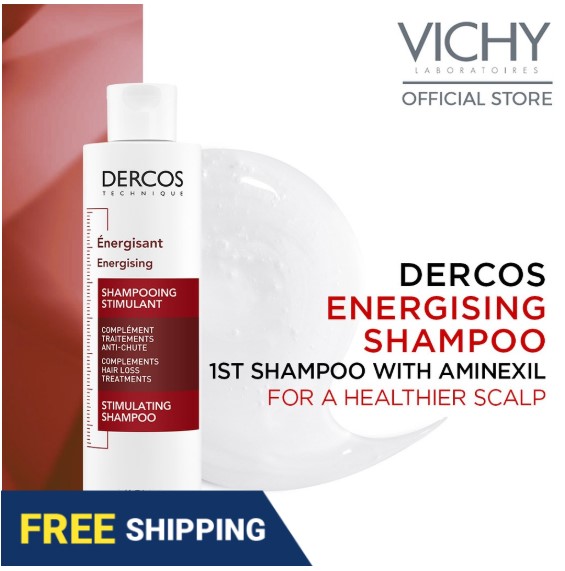 VICHY
LABORATOIRES
OFFICIAL STORE
DERCOS
TECHNIQUE
Énergisant
Energising
SHAMPOOING
STIMULANT
COMPLÉMENT
TRAITEMENTS
ANTI-CHUTE
COMPLEMENTS
HAIR LOSS
TREATMENTS
STIMULATING
SHAMPOO
DERCOS
ENERGISING
SHAMPOO
1ST SHAMPOO WITH AMINEXIL
FOR A HEALTHIER SCALP
FREE SHIPPING